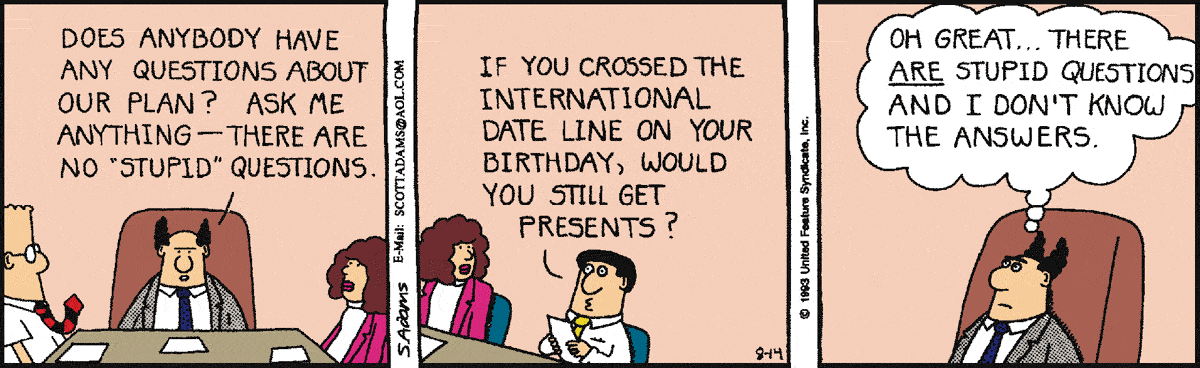 DOES ANYBODY HAVE
ANY QUESTIONS ABOUT
OUR PLAN? ASK ME
ANYTHING—THERE ARE
NO "STUPID" QUESTIONS.
S.Adams
E-Mail: SCOTTADAMS@AOL.COM
IF YOU CROSSED THE
INTERNATIONAL
DATE LINE ON YOUR
BIRTHDAY, WOULD
YOU STILL GET
PRESENTS?
8-14
© 1993 United Feature Syndicate, Inc.
OH GREAT... THERE
ARE STUPID QUESTIONS
AND I DON'T KNOW
THE ANSWERS.